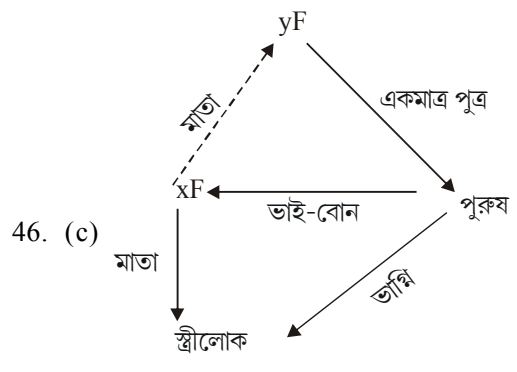 yF
একমাত্র পুত্র
মাতা
xF
ভাই-বোন
পুরুষ
46. (c)
মাতা
ভাগ্নি
স্ত্রীলোক